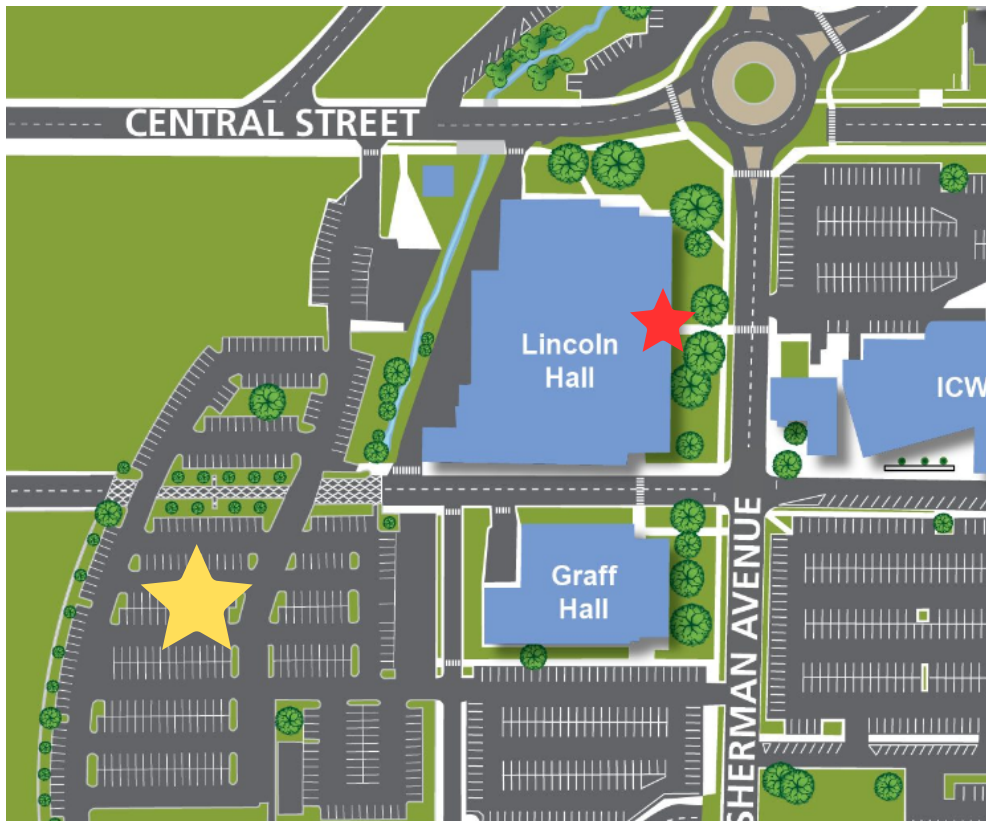 CENTRAL STREET
Lincoln
Hall
ICW
Graff
Hall
SHERMAN AVENUE